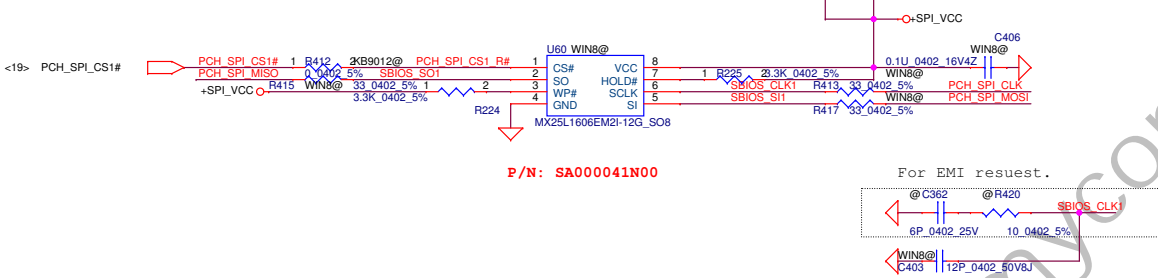 +SPI_VCC
C406
U60 WIN8@
WIN8@
<19> PCH_SPI_CS1#
PCH_SPI_CS1# 1 R412 2 KB9012@ PCH_SPI_CS1_R# 1 CS# VCC 8 0.1U_0402_16V4Z
PCH_SPI_MISO 0_0402_5% SBIOS_SO1 2 SO HOLD# 7 1 R225 2 3.3K_0402_5% WIN8@
+SPI_VCC R415 WIN8@ 33_0402_5% 1 2 3 WP# SCLK 6 SBIOS_CLK1 R413 33_0402_5% PCH_SPI_CLK
3.3K_0402_5% 4 GND SI 5 SBIOS_SI1 WIN8@ PCH_SPI_MOSI
R224 R417 33_0402_5%
MX25L1606EM2I-12G_SO8
P/N: SA000041N00
For EMI resuest.
@ C362 @ R420
SBIOS_CLK1
6P_0402_25V 10_0402_5%
WIN8@
C403 12P_0402_50V8J